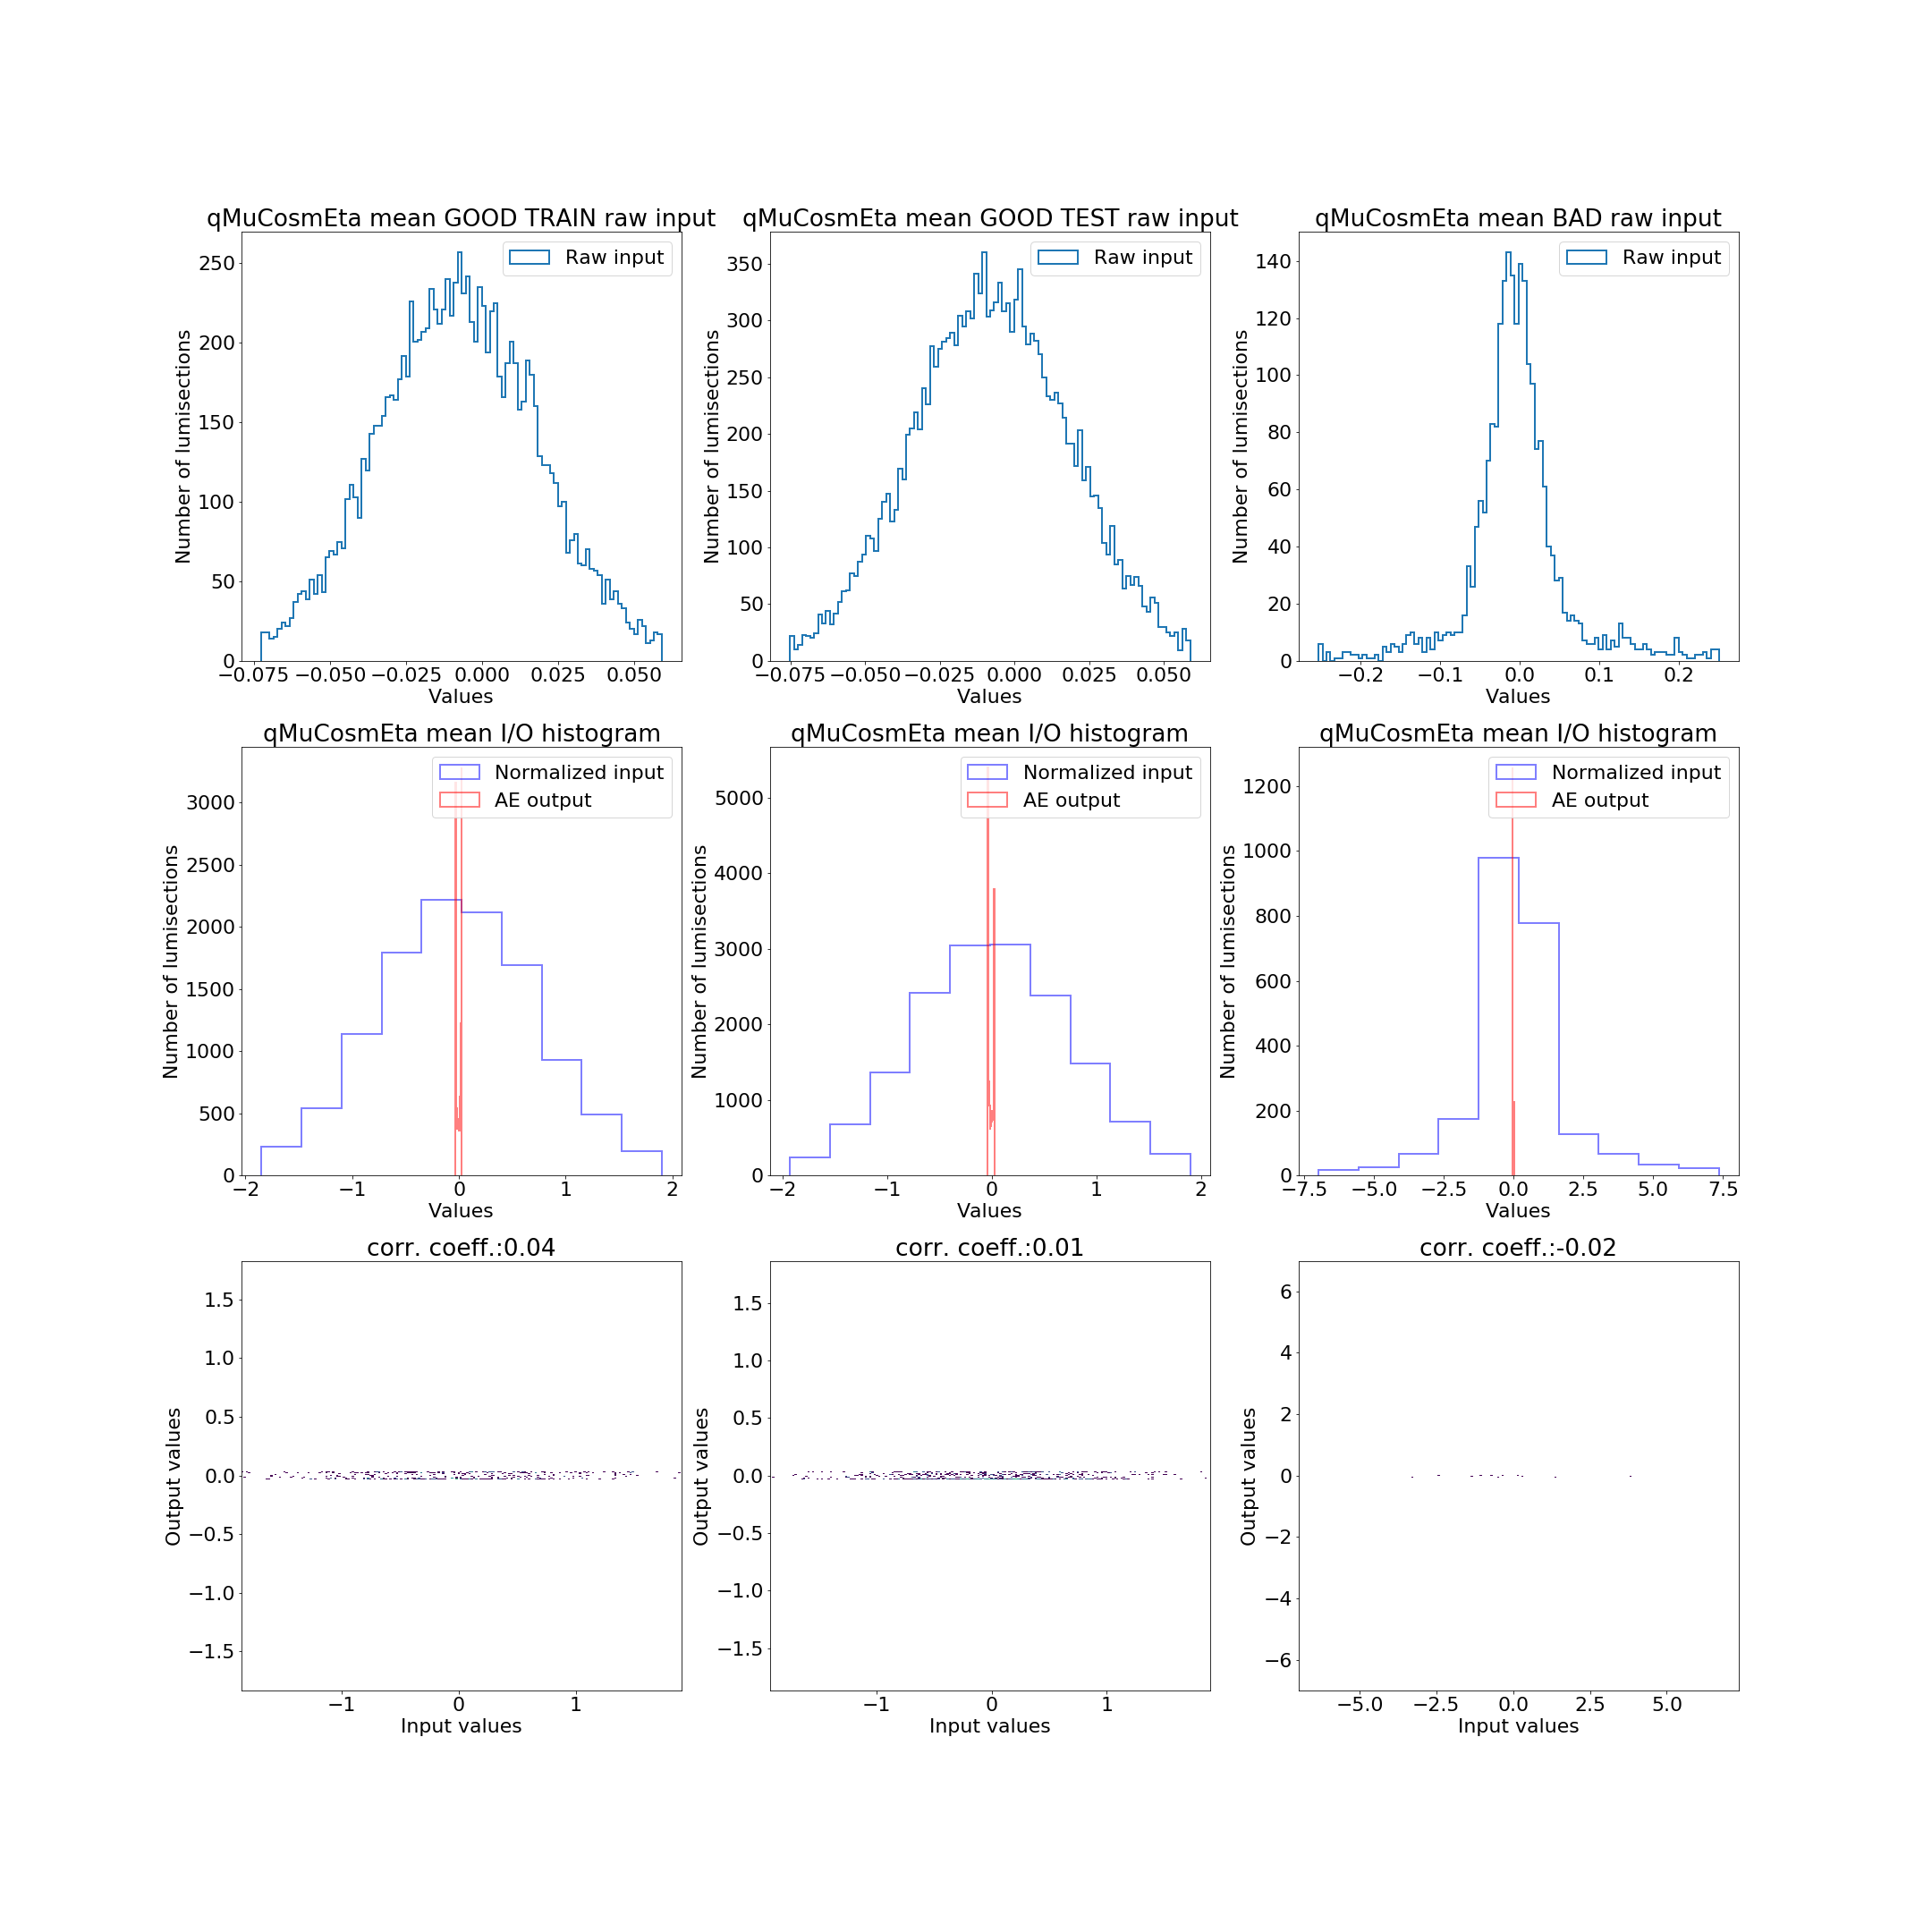 qMuCosmEta mean GOOD TRAIN raw input
Raw input
Number of lumisections
250
200
150
100
50
0
−0.075 −0.050 −0.025 0.000 0.025 0.050
Values
qMuCosmEta mean GOOD TEST raw input
Raw input
Number of lumisections
350
300
250
200
150
100
50
0
−0.075 −0.050 −0.025 0.000 0.025 0.050
Values
qMuCosmEta mean BAD raw input
Raw input
Number of lumisections
140
120
100
80
60
40
20
0
−0.2 −0.1 0.0 0.1 0.2
Values
qMuCosmEta mean I/O histogram
Normalized input
AE output
Number of lumisections
3000
2500
2000
1500
1000
500
0
−2 −1 0 1 2
Values
qMuCosmEta mean I/O histogram
Normalized input
AE output
Number of lumisections
5000
4000
3000
2000
1000
0
−2 −1 0 1 2
Values
qMuCosmEta mean I/O histogram
Normalized input
AE output
Number of lumisections
1200
1000
800
600
400
200
0
−7.5 −5.0 −2.5 0.0 2.5 5.0 7.5
Values
corr. coeff.:0.04
Output values
1.5
1.0
0.5
0.0
−0.5
−1.0
−1.5
−1 0 1
Input values
corr. coeff.:0.01
Output values
1.5
1.0
0.5
0.0
−0.5
−1.0
−1.5
−1 0 1
Input values
corr. coeff.:-0.02
Output values
6
4
2
0
−2
−4
−6
−5.0 −2.5 0.0 2.5 5.0
Input values